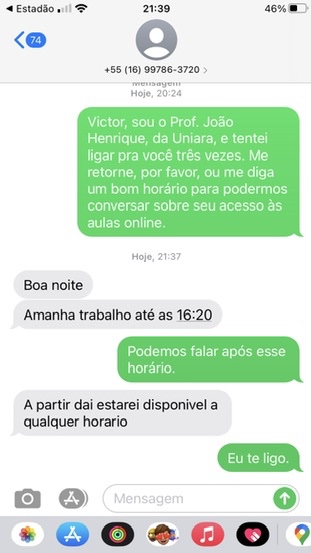 Estadão
21:39
46%
74
+55 (16) 99786-3720
Mensagem
Hoje, 20:24
Victor, sou o Prof. João
Henrique, da Uniara, e tentei
ligar pra você três vezes. Me
retorne, por favor, ou me diga
um bom horário para podermos
conversar sobre seu acesso às
aulas online.
Hoje, 21:37
Boa noite
Amanha trabalho até as 16:20
Podemos falar após esse
horário.
A partir dai estarei disponivel a
qualquer horario
Eu te ligo.
Mensagem